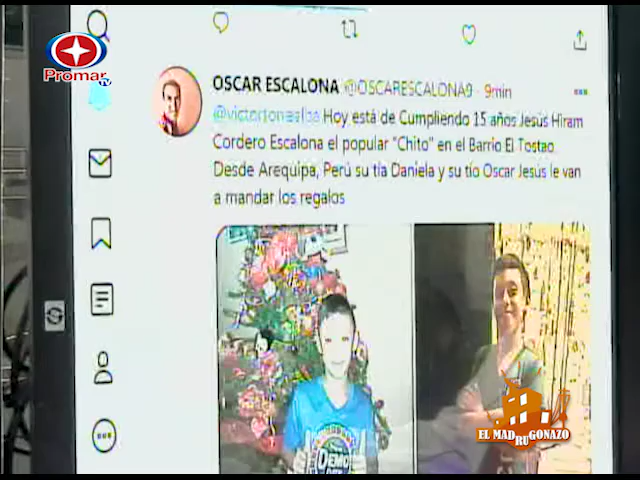 Promar TV
OSCAR ESCALONA @OSCARESCALONA9 · 9min
Hoy está de Cumpliendo 15 años Jesús Hiram
Cordero Escalona el popular "Chito" en el Barrio El Tostao
Desde Arequipa, Perú su tía Daniela y su tío Oscar Jesús le van
a mandar los regalos
hp
DEMO
EL MADRUGONAZO